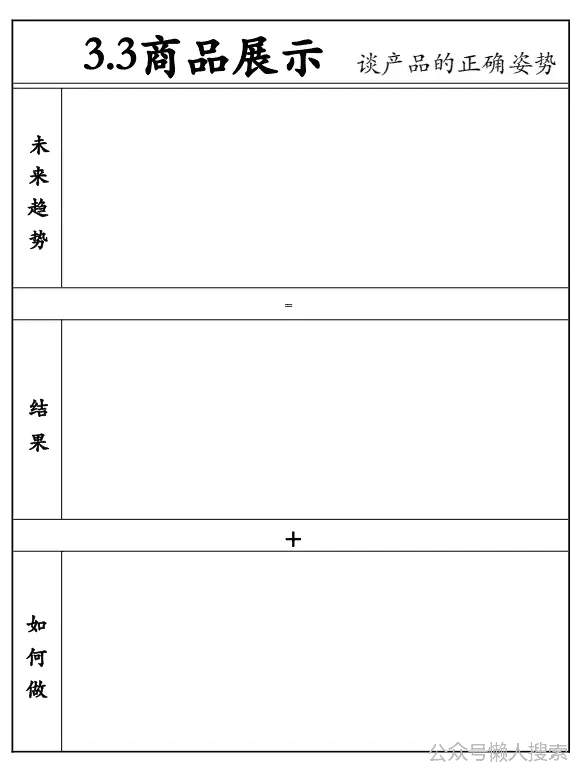 3.3商品展示 谈产品的正确姿势
未来趋势
=
结果
+
如何做
公众号懒人搜索